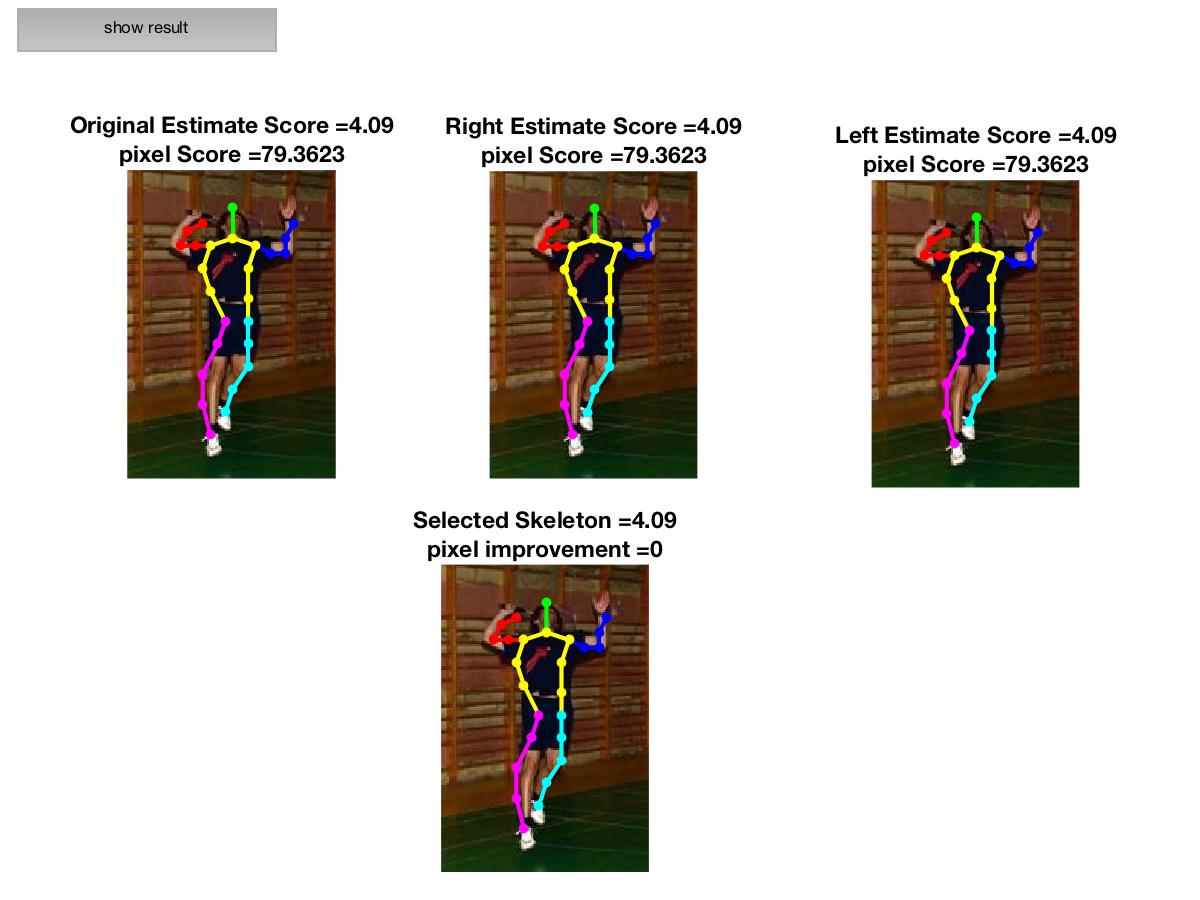 show result
Original Estimate Score =4.09
pixel Score =79.3623
Right Estimate Score =4.09
pixel Score =79.3623
Left Estimate Score =4.09
pixel Score =79.3623
Selected Skeleton =4.09
pixel improvement =0